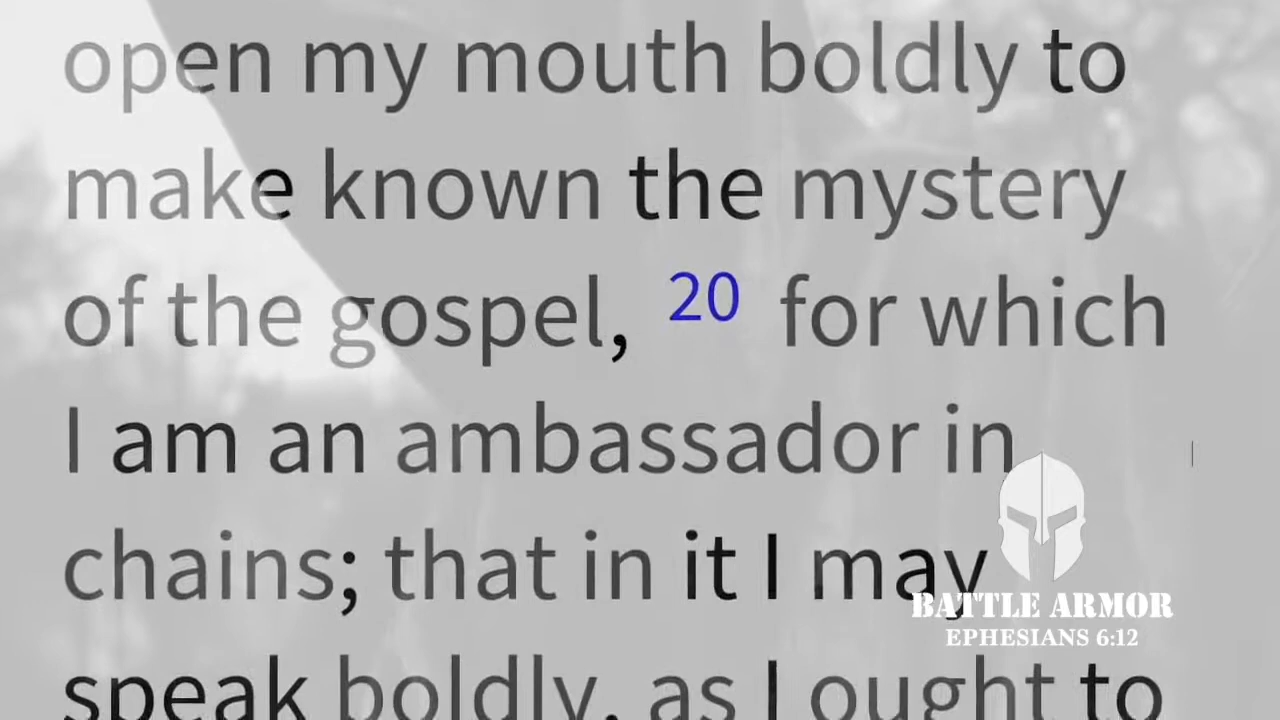 open my mouth boldly to
make known the mystery
of the gospel, 20 for which
I am an ambassador in
chains; that in it I may
speak boldly, as I ought to
BATTLE ARMOR
EPHESIANS 6:12